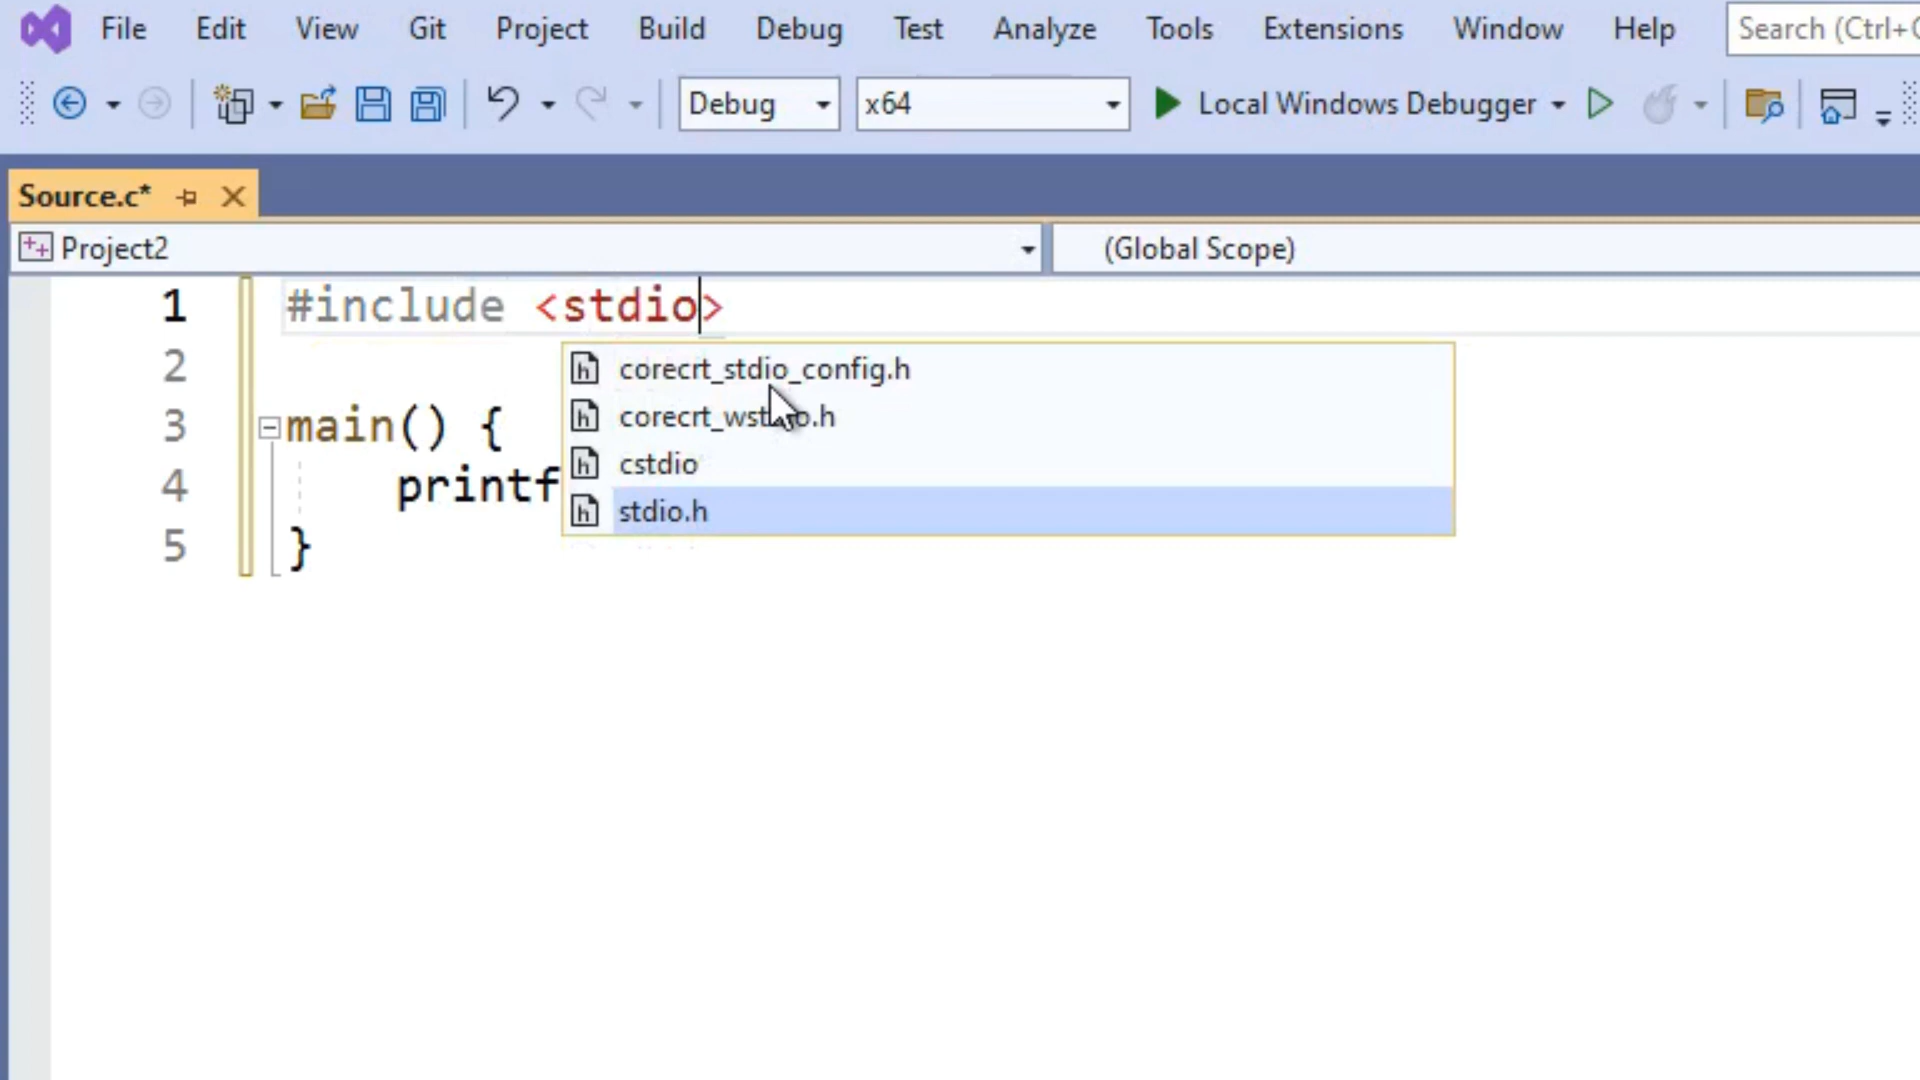 File Edit View Git Project Build Debug Test Analyze Tools Extensions Window Help Search (Ctrl+
Debug x64 Local Windows Debugger
Source.c*
Project2 (Global Scope)
1 #include <stdio>
2
3 main() {
4 printf
5 }
corecrt_stdio_config.h
corecrt_wstdio.h
cstdio
stdio.h